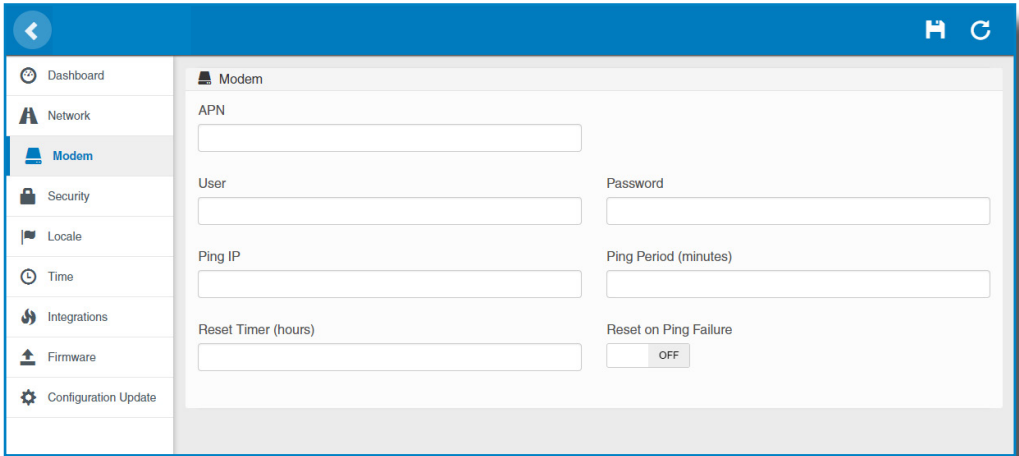 Dashboard
Network
Modem
Security
Locale
Time
Integrations
Firmware
Configuration Update
Modem
APN
User
Password
Ping IP
Ping Period (minutes)
Reset Timer (hours)
Reset on Ping Failure
OFF